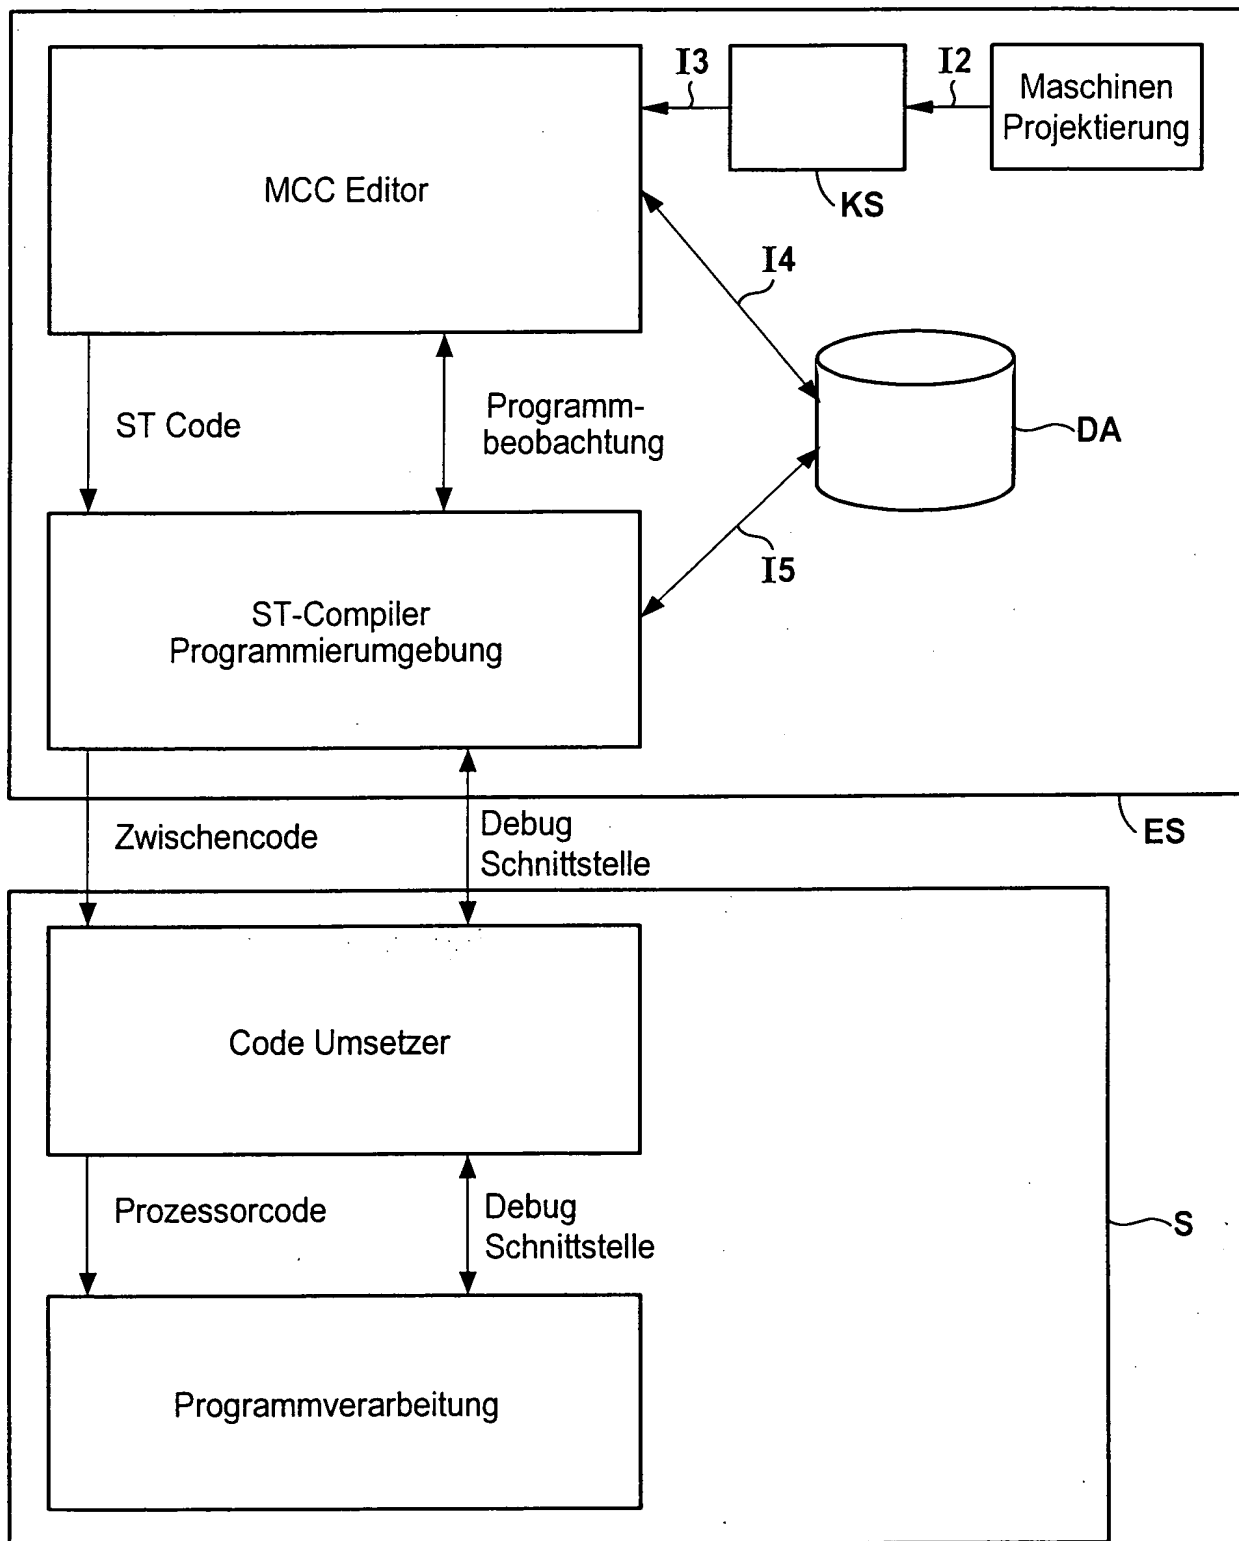 I3
I2
Maschinen
Projektierung
MCC Editor
KS
I4
ST Code
Programm-
beobachtung
DA
I5
ST-Compiler
Programmierumgebung
Zwischencode
Debug
Schnittstelle
ES
Code Umsetzer
Prozessorcode
Debug
Schnittstelle
S
Programmverarbeitung